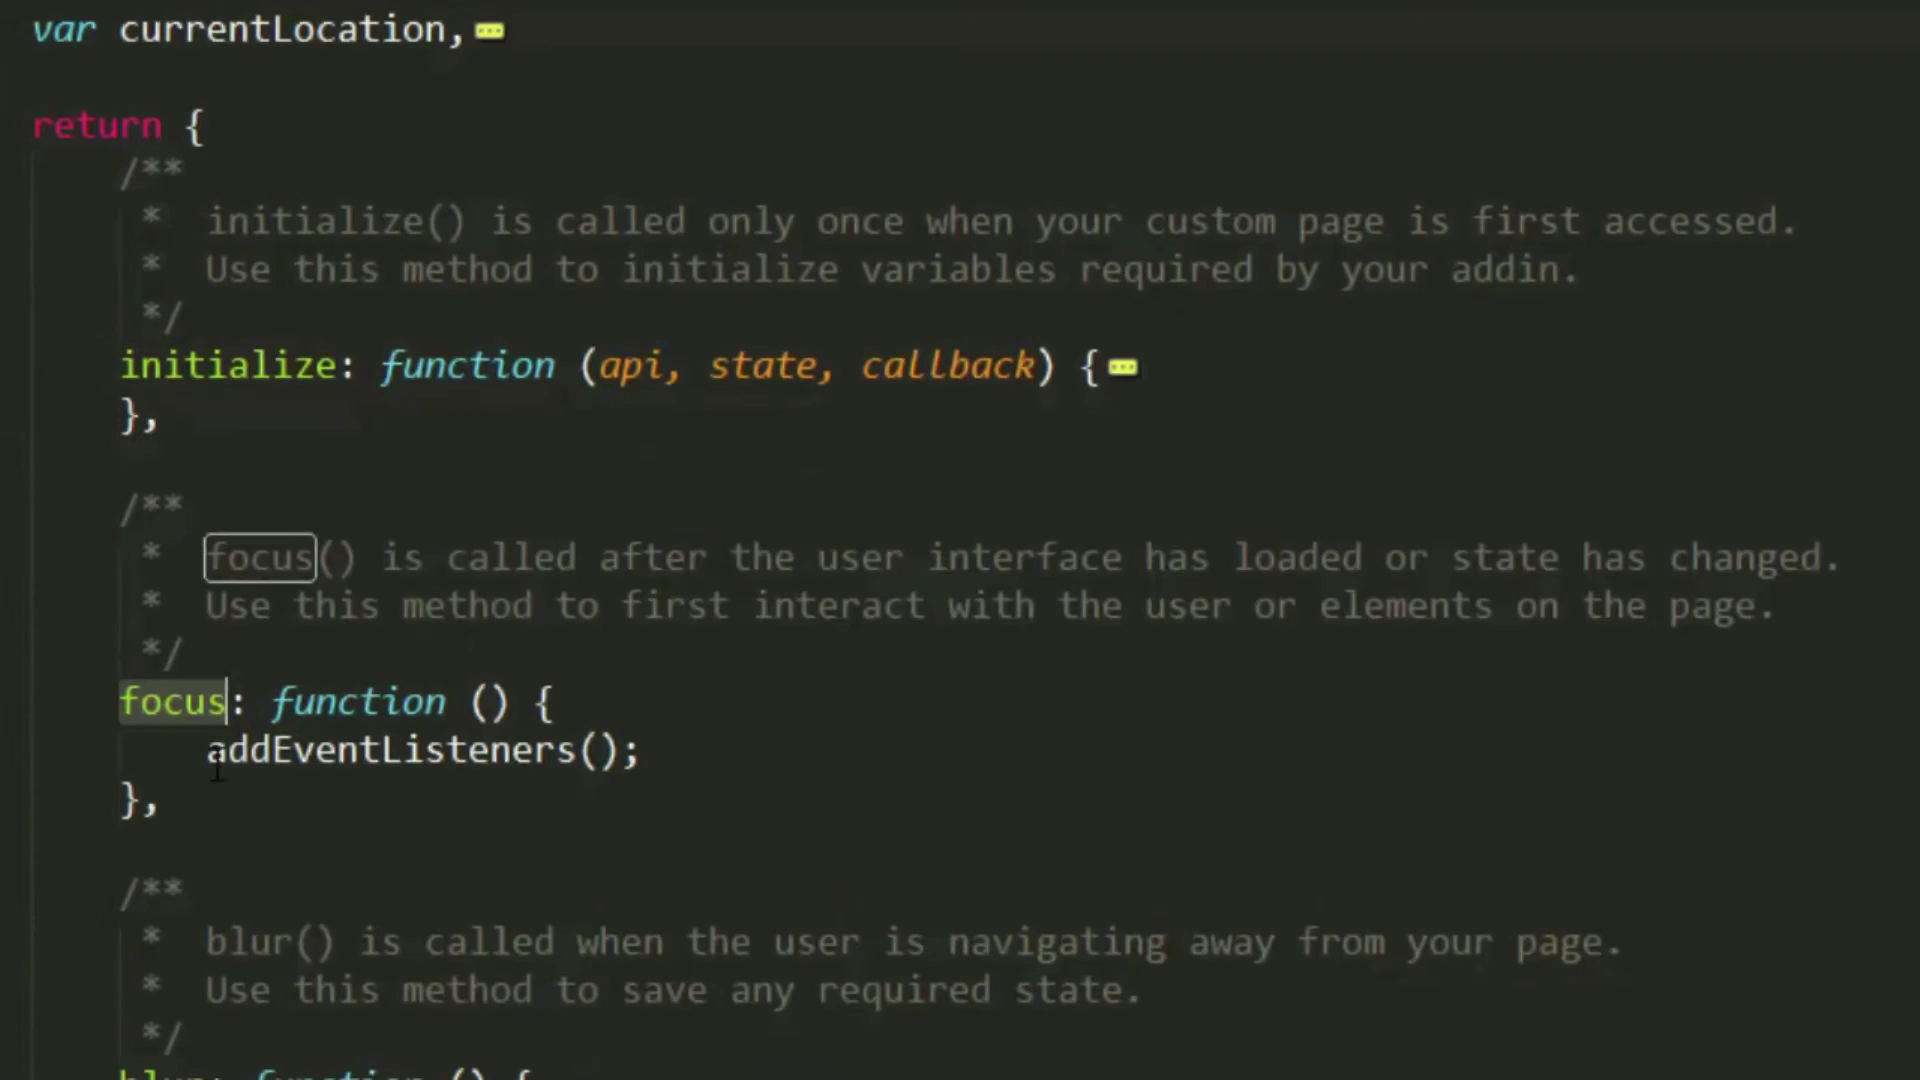 var currentLocation,
return {
/**
* initialize() is called only once when your custom page is first accessed.
* Use this method to initialize variables required by your addin.
*/
initialize: function (api, state, callback) {
},
/**
* focus() is called after the user interface has loaded or state has changed.
* Use this method to first interact with the user or elements on the page.
*/
focus: function () {
addEventListeners();
},
/**
* blur() is called when the user is navigating away from your page.
* Use this method to save any required state.
*/
blur: function () {